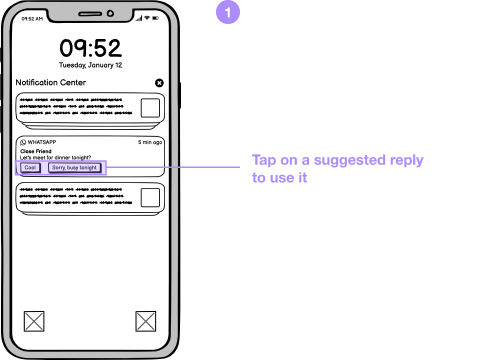 1
09:52 AM
09:52
Tuesday, January 12
Notification Center
WHATSAPP
5 min ago
Close Friend
Let's meet for dinner tonight?
Cool
Sorry, busy tonight
Tap on a suggested reply
to use it